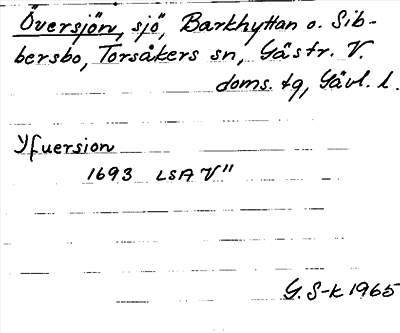 Översjön, sjö, Barkhyttan o. Sib-
bersbo, Torsåkers sn, Gästr. V.
doms. tg, Gävl. l.
Yfuersion
1693 LSA V"
G. S-k 1965